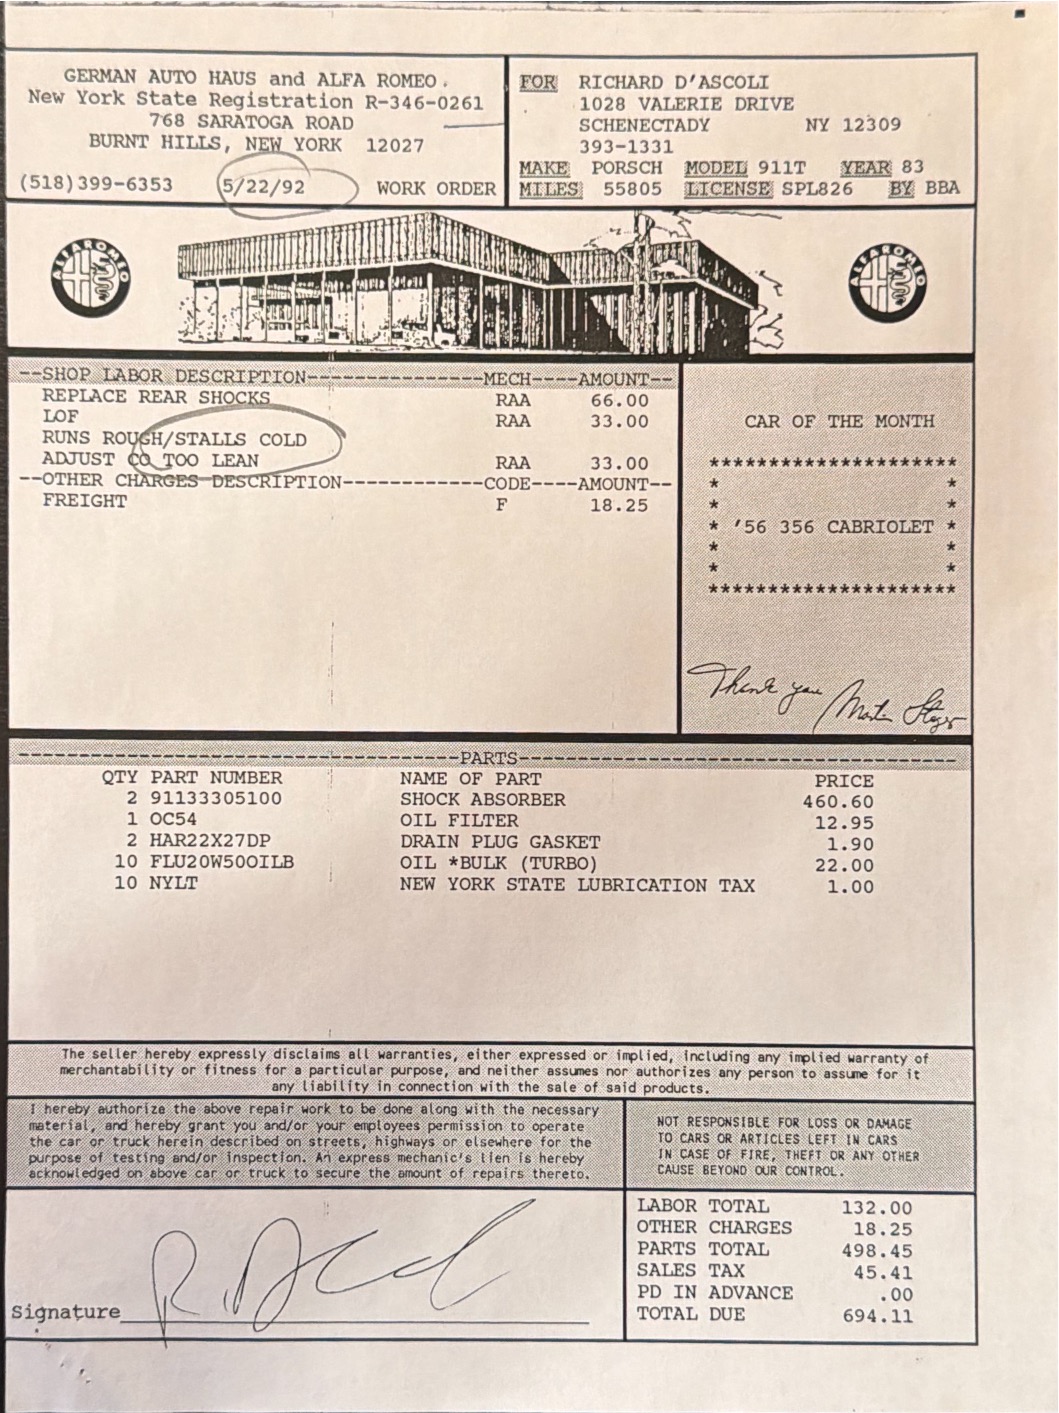 GERMAN AUTO HAUS and ALFA ROMEO.
New York State Registration R-346-0261
768 SARATOGA ROAD
BURNT HILLS, NEW YORK 12027
(518)399-6353 5/22/92 WORK ORDER
FOR RICHARD D'ASCOLI
1028 VALERIE DRIVE
SCHENECTADY NY 12309
393-1331
MAKE PORSCH MODEL 911T YEAR 83
MILES 55805 LICENSE SPL826 BY BBA
ALFA ROMEO
ALFA ROMEO
--SHOP LABOR DESCRIPTION---------------MECH----AMOUNT--
REPLACE REAR SHOCKS RAA 66.00
LOF RAA 33.00
RUNS ROUGH/STALLS COLD
ADJUST CO TOO LEAN RAA 33.00
--OTHER CHARGES DESCRIPTION------------CODE----AMOUNT--
FREIGHT F 18.25
CAR OF THE MONTH
*********************
* *
* *
* '56 356 CABRIOLET *
* *
* *
*********************
Thank you Martin
-------------------------------------PARTS-------------------------------------
QTY PART NUMBER NAME OF PART PRICE
2 91133305100 SHOCK ABSORBER 460.60
1 OC54 OIL FILTER 12.95
2 HAR22X27DP DRAIN PLUG GASKET 1.90
10 FLU20W50OILB OIL *BULK (TURBO) 22.00
10 NYLT NEW YORK STATE LUBRICATION TAX 1.00
The seller hereby expressly disclaims all warranties, either expressed or implied, including any implied warranty of
merchantability or fitness for a particular purpose, and neither assumes nor authorizes any person to assume for it
any liability in connection with the sale of said products.
I hereby authorize the above repair work to be done along with the necessary
material, and hereby grant you and/or your employees permission to operate
the car or truck herein described on streets, highways or elsewhere for the
purpose of testing and/or inspection. An express mechanic's lien is hereby
acknowledged on above car or truck to secure the amount of repairs thereto.
NOT RESPONSIBLE FOR LOSS OR DAMAGE
TO CARS OR ARTICLES LEFT IN CARS
IN CASE OF FIRE, THEFT OR ANY OTHER
CAUSE BEYOND OUR CONTROL.
LABOR TOTAL 132.00
OTHER CHARGES 18.25
PARTS TOTAL 498.45
SALES TAX 45.41
PD IN ADVANCE .00
TOTAL DUE 694.11
Signature